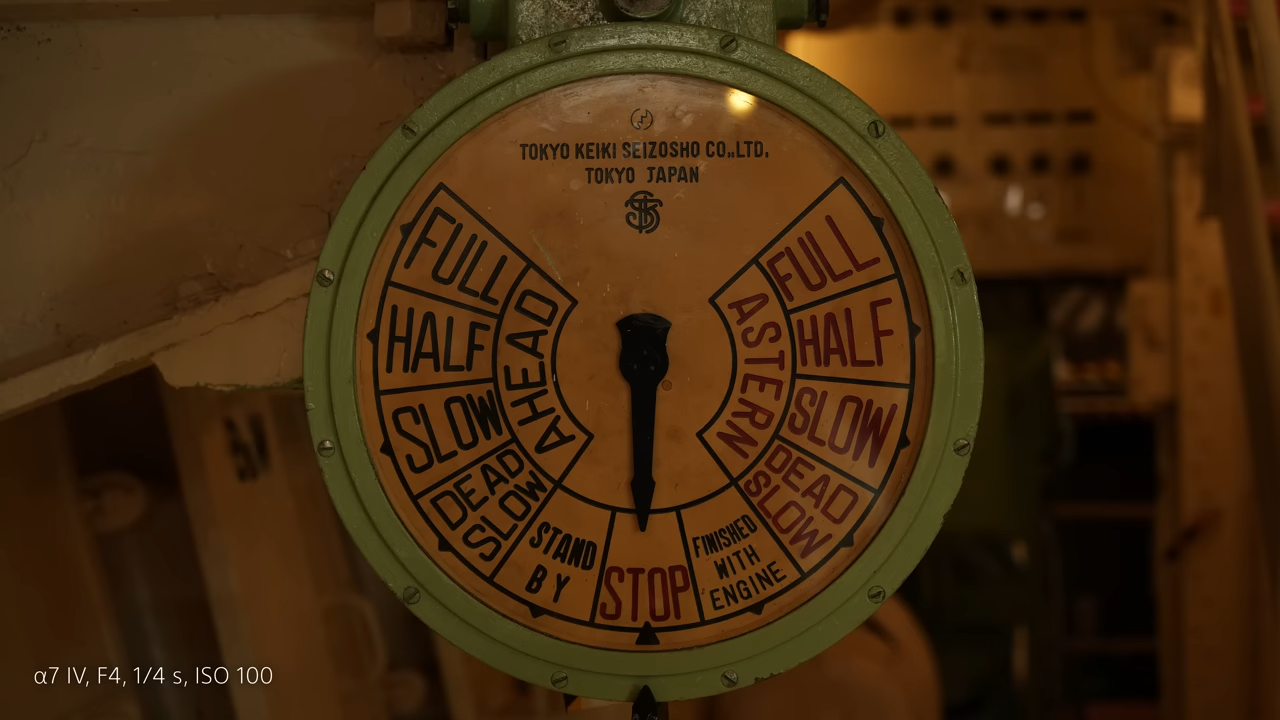 TOKYO KEIKI SEIZOSHO CO.,LTD.
TOKYO JAPAN
FULL
HALF
SLOW
DEAD
SLOW
AHEAD
STAND
BY
STOP
FINISHED
WITH
ENGINE
FULL
HALF
SLOW
DEAD
SLOW
ASTERN
α7 IV, F4, 1/4 s, ISO 100